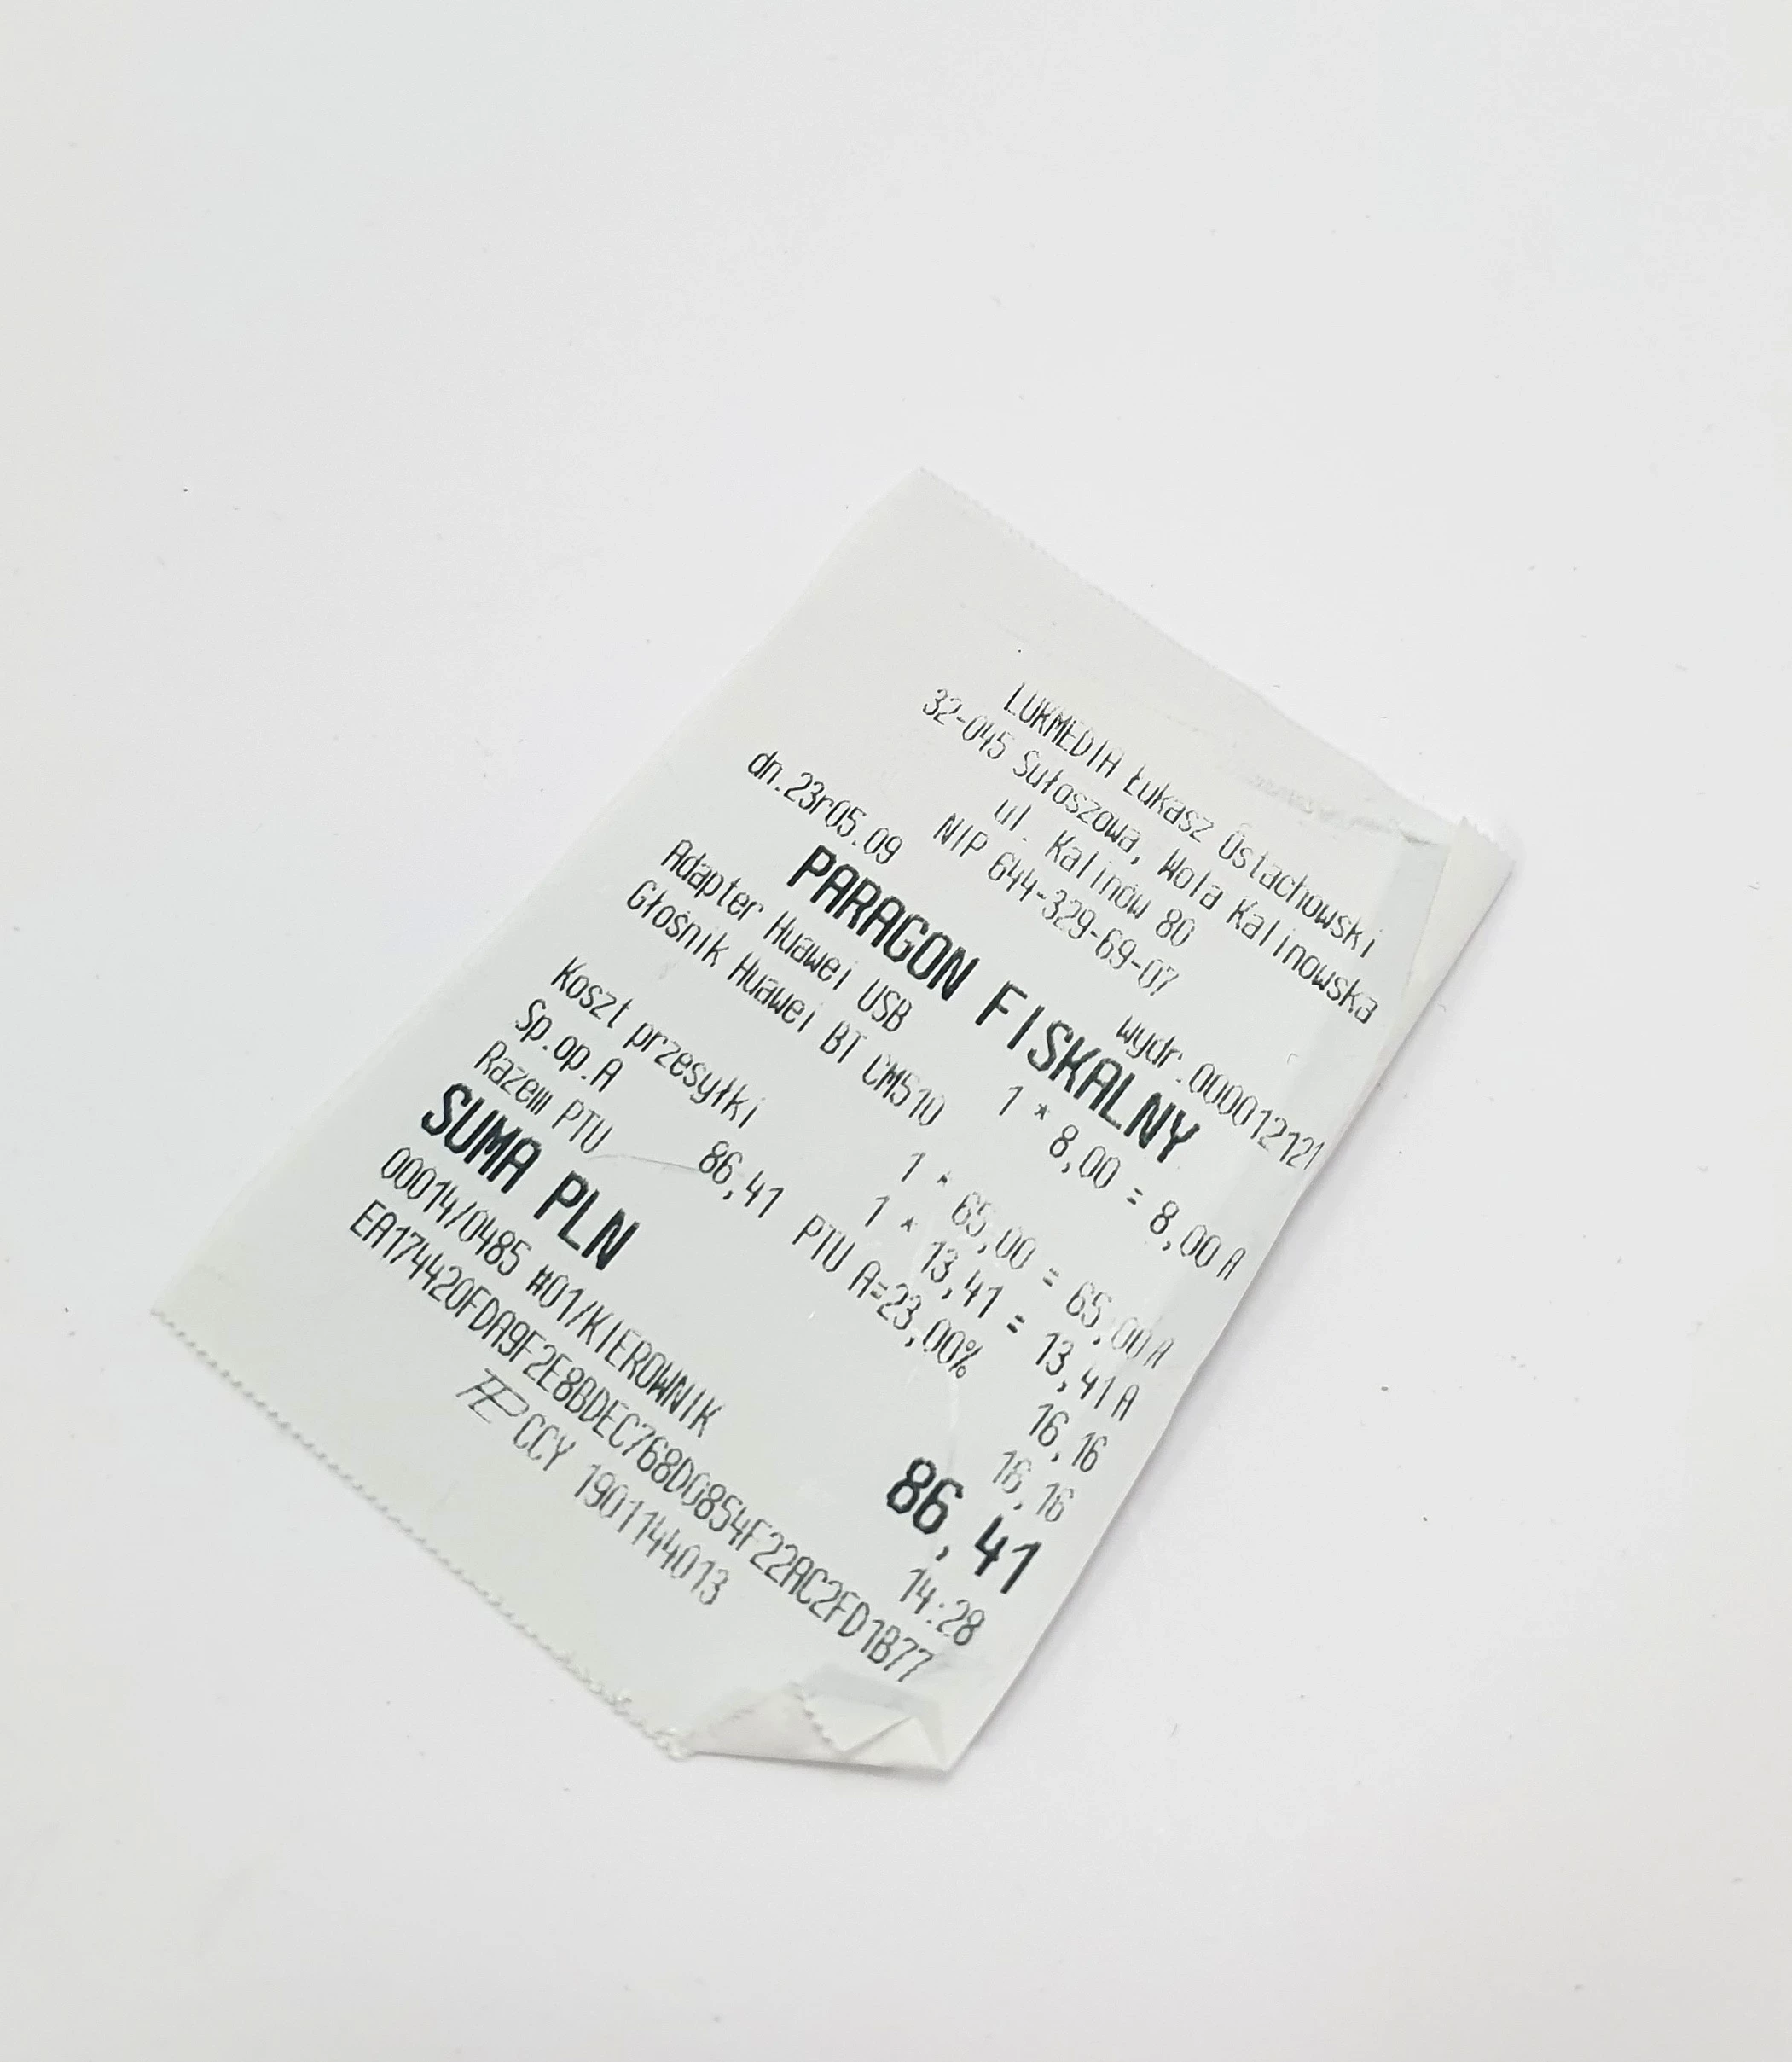 LUKMEDIA Łukasz Ostachowski
32-045 Sułoszowa, Wola Kalinowska
ul. Kalinów 80
NIP 644-329-69-07
dn.23r05.09 wydr.000012121
PARAGON FISKALNY
Adapter Huawei USB
1 * 8,00 = 8,00 A
Głośnik Huawei BT CM510
1 * 65,00 = 65,00 A
Koszt przesyłki 1 * 13,41 = 13,41 A
Sp.op.A 86,41 PTU A=23,00% 16,16
Razem PTU 16,16
SUMA PLN 86,41
00014/0485 #01/KIEROWNIK 14:28
EA174420FDA9F2E8BDEC768D0854F22AC2FD1B77
CCY 1901144013